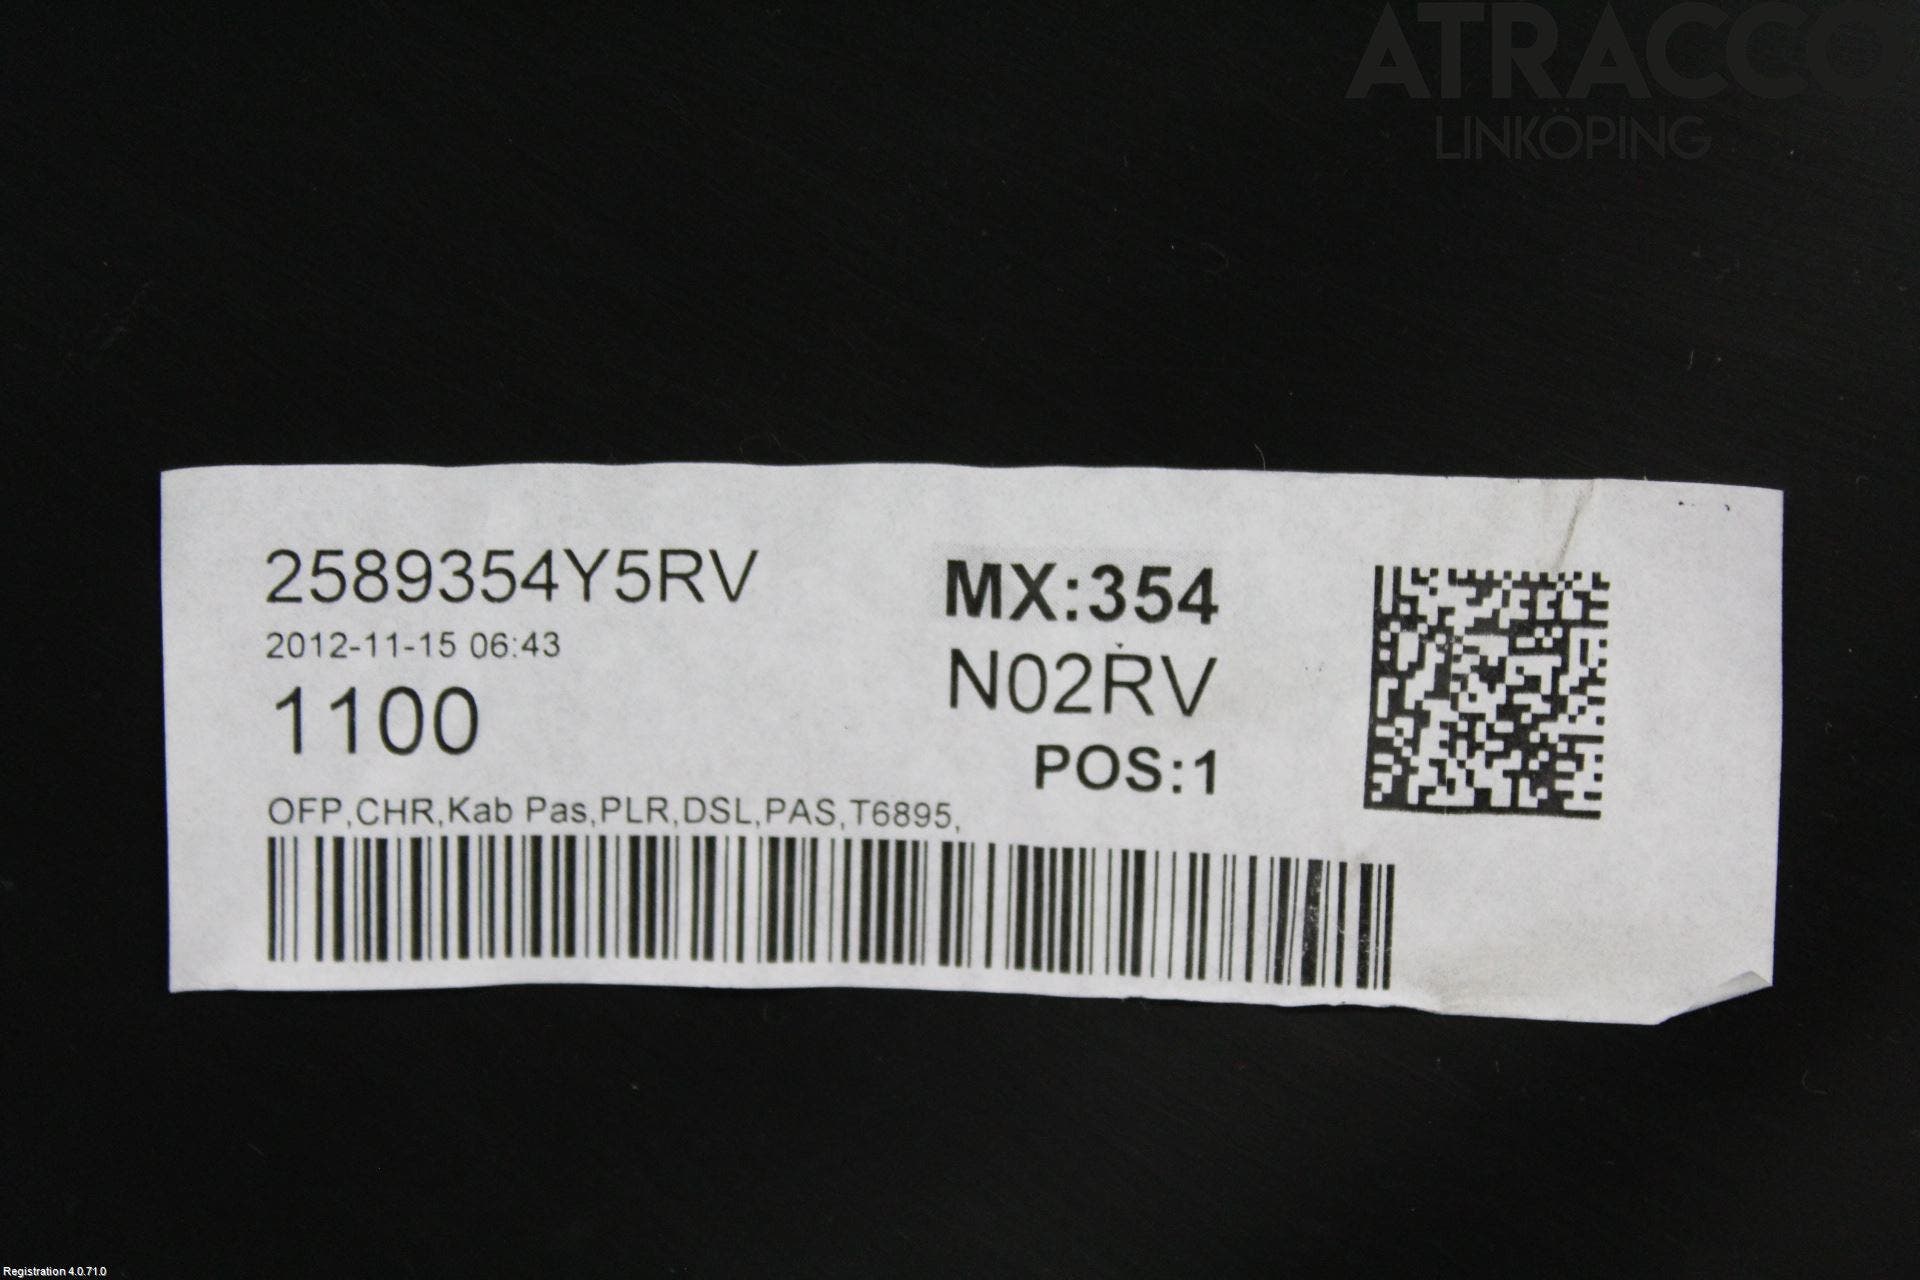 ATRACCO
LINKÖPING
2589354Y5RV
2012-11-15 06:43
1100
MX:354
N02RV
POS:1
OFP,CHR,Kab Pas,PLR,DSL,PAS,T6895,
Registration 4.0.71.0